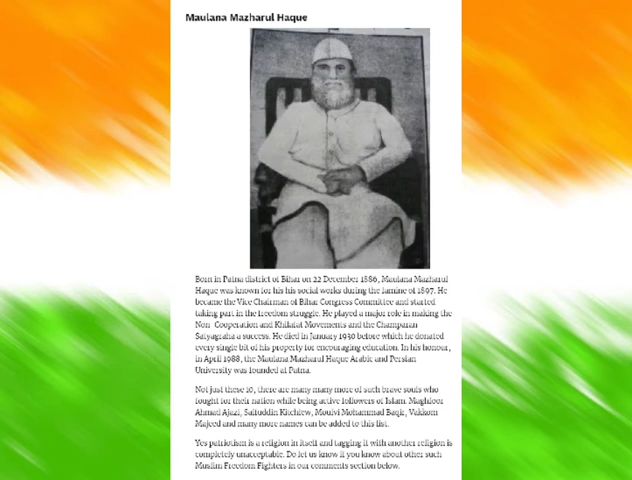 Maulana Mazharul Haque
Born in Patna district of Bihar on 22 December 1886, Maulana Mazharul
Haque was known for his his social works during the famine of 1897. He
became the Vice Chairman of Bihar Congress Committee and started
taking part in the freedom struggle. He played a major role in making the
Non-Cooperation and Khilafat Movements and the Champaran
Satyagraha a success. He died in January 1930 before which he donated
every single bit of his property for encouraging education. In his honour,
in April 1988, the Maulana Mazharul Haque Arabic and Persian
University was founded at Patna.
Not just these 10, there are many many more of such brave souls who
fought for their nation while being active followers of Islam. Maghfoor
Ahmad Ajazi, Saifuddin Kitchlew, Moulvi Mohammad Baqir, Vakkom
Majeed and many more names can be added to this list.
Yes patriotism is a religion in itself and tagging it with another religion is
completely unacceptable. Do let us know if you know about other such
Muslim Freedom Fighters in our comments section below.